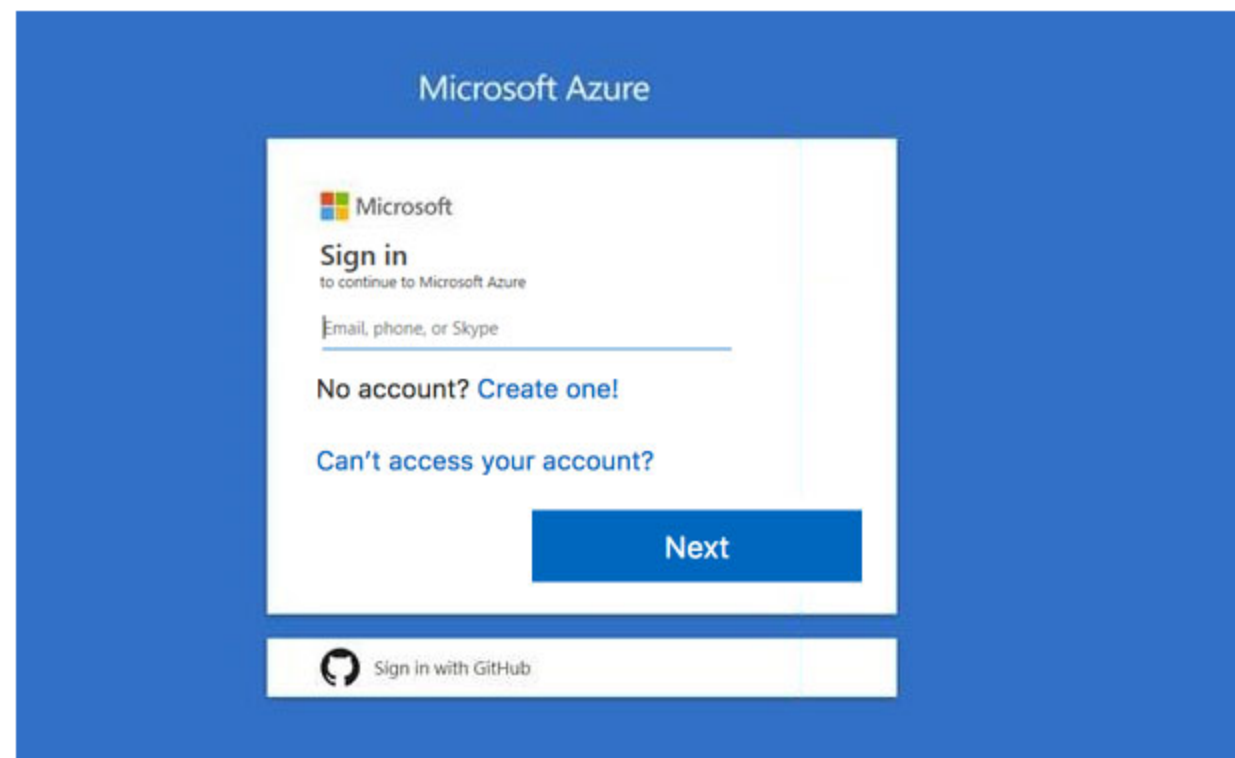 Microsoft Azure
Microsoft
Sign in
to continue to Microsoft Azure
Email, phone, or Skype
No account? Create one!
Can’t access your account?
Next
Sign in with GitHub